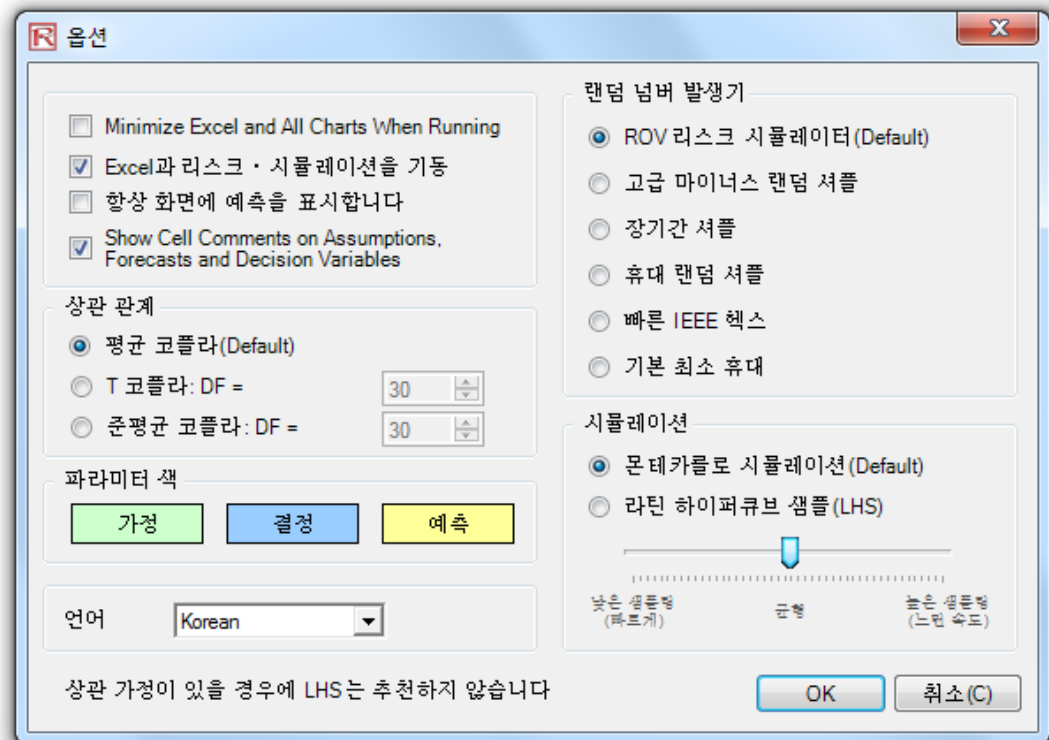 옵션
Minimize Excel and All Charts When Running
Excel과 리스크・시뮬레이션을 기동
항상 화면에 예측을 표시합니다
Show Cell Comments on Assumptions,
Forecasts and Decision Variables
상관 관계
평균 코플라(Default)
T 코플라: DF = 30
준평균 코플라: DF = 30
파라미터 색
가정 결정 예측
언어 Korean
상관 가정이 있을 경우에 LHS는 추천하지 않습니다
랜덤 넘버 발생기
ROV 리스크 시뮬레이터(Default)
고급 마이너스 랜덤 셔플
장기간 셔플
휴대 랜덤 셔플
빠른 IEEE 헥스
기본 최소 휴대
시뮬레이션
몬테카를로 시뮬레이션(Default)
라틴 하이퍼큐브 샘플(LHS)
낮은 샘플링 균형 높은 샘플링
(빠르게) (느린 속도)
OK 취소(C)